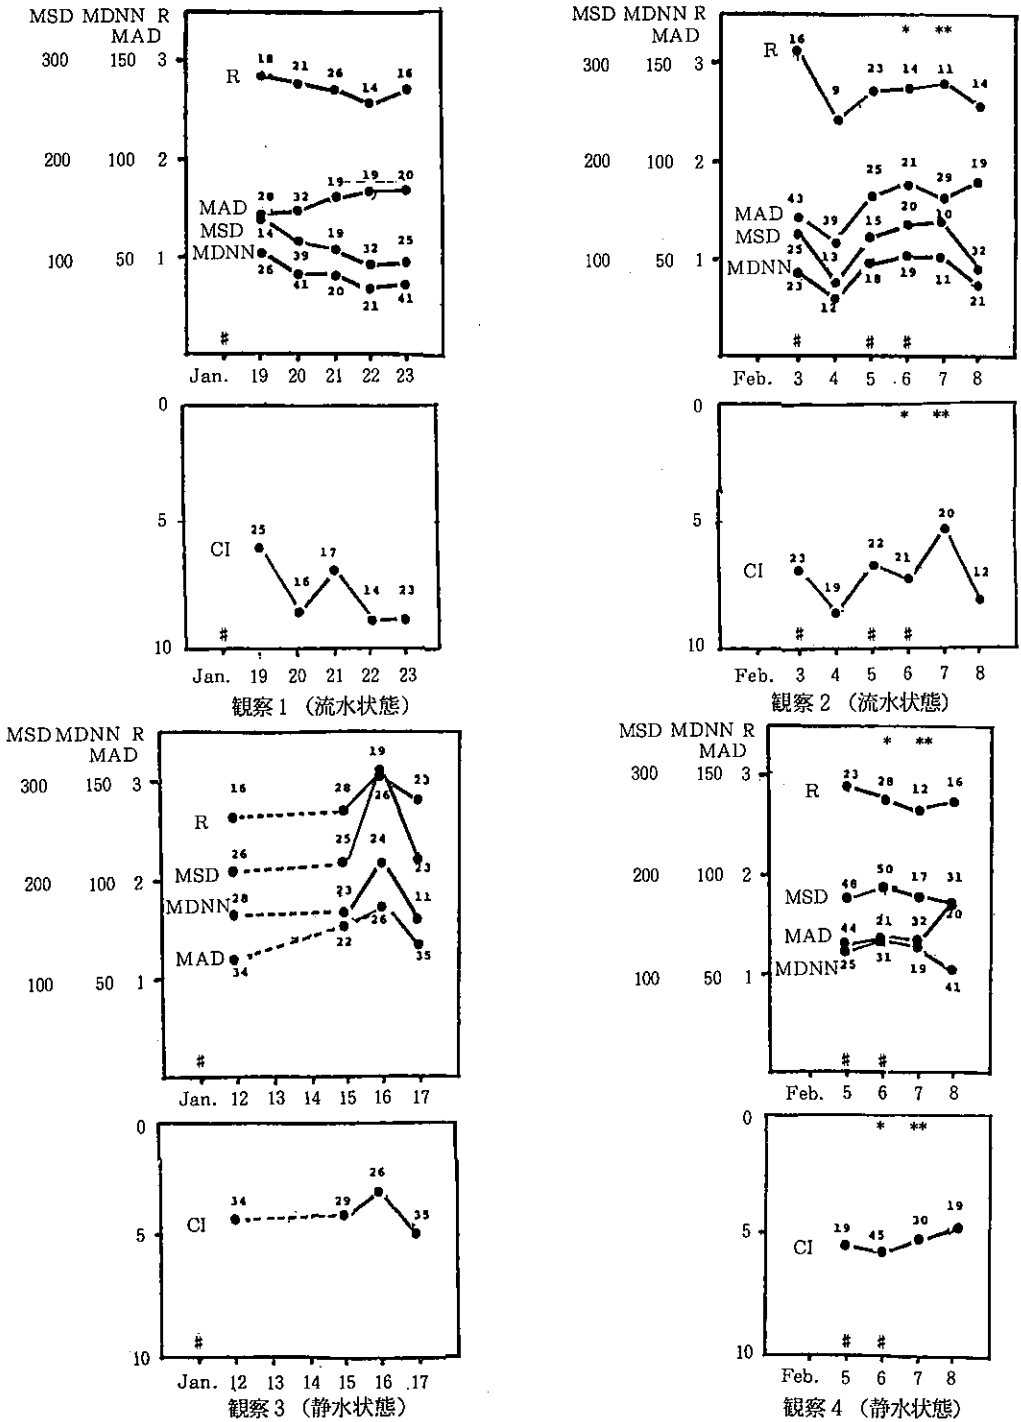 MSD MDNN R
MAD
300 150 3
200 100 2
100 50 1
R
18 21 26 14 16
MAD
28 32 19 19 20
MSD
14 39 19 32 25
MDNN
26 41 20 21 41
#
Jan. 19 20 21 22 23
0
5
10
CI
25 16 17 14 23
#
Jan. 19 20 21 22 23
観察1 (流水状態)
MSD MDNN R
MAD
300 150 3
200 100 2
100 50 1
* **
R
16 9 23 14 11 14
MAD
43 39 25 21 29 19
MSD
25 13 15 20 10 32
MDNN
23 12 18 19 11 21
# # #
Feb. 3 4 5 6 7 8
0
5
10
* **
CI
23 19 22 21 20 12
# # #
Feb. 3 4 5 6 7 8
観察2 (流水状態)
MSD MDNN R
MAD
300 150 3
200 100 2
100 50 1
R
16 28 19 23
MSD
26 25 26 23
MDNN
28 23 24 11
MAD
34 22 26 35
#
Jan. 12 13 14 15 16 17
0
5
10
CI
34 29 26 35
#
Jan. 12 13 14 15 16 17
観察3 (静水状態)
MSD MDNN R
MAD
300 150 3
200 100 2
100 50 1
* **
R
23 28 12 16
MSD
48 50 17 31
MAD
44 21 32 20
MDNN
25 31 19 41
# #
Feb. 5 6 7 8
0
5
10
* **
CI
19 45 30 19
# #
Feb. 5 6 7 8
観察4 (静水状態)